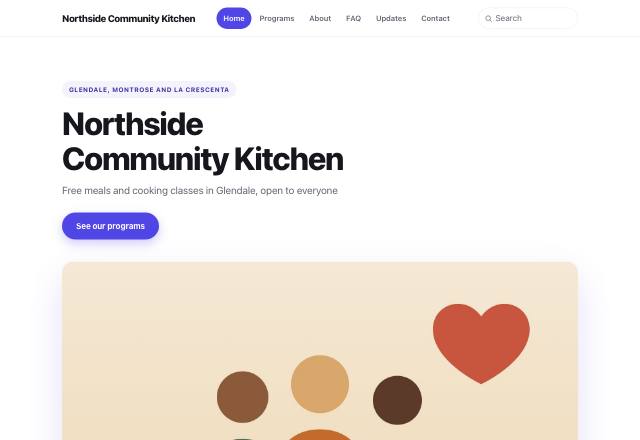 Northside Community Kitchen
Home Programs About FAQ Updates Contact
Search
GLENDALE, MONTROSE AND LA CRESCENTA
Northside
Community Kitchen
Free meals and cooking classes in Glendale, open to everyone
See our programs